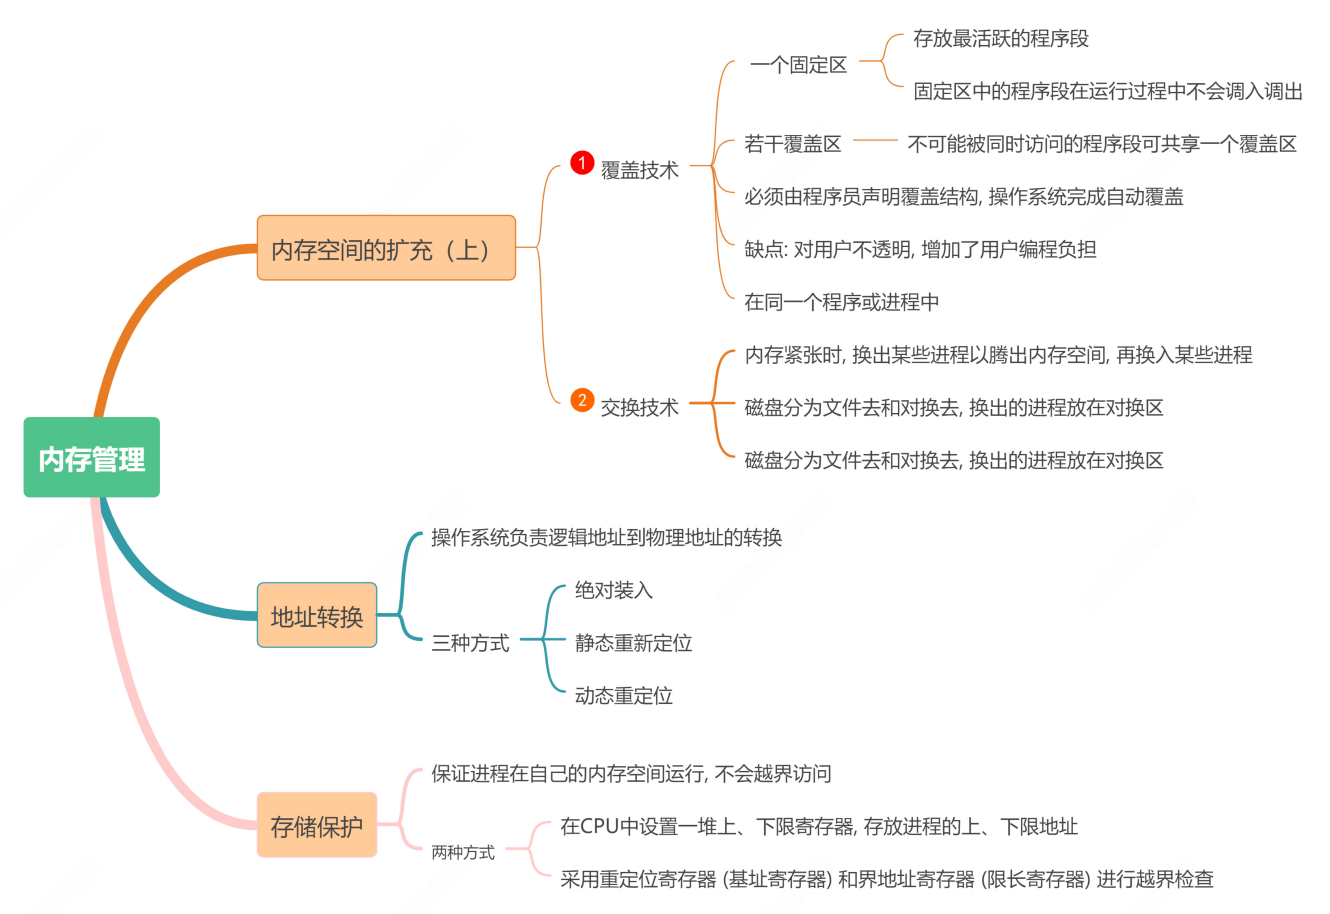 内存管理
内存空间的扩充（上）
1 覆盖技术
一个固定区
存放最活跃的程序段
固定区中的程序段在运行过程中不会调入调出
若干覆盖区
不可能被同时访问的程序段可共享一个覆盖区
必须由程序员声明覆盖结构, 操作系统完成自动覆盖
缺点: 对用户不透明, 增加了用户编程负担
在同一个程序或进程中
2 交换技术
内存紧张时, 换出某些进程以腾出内存空间, 再换入某些进程
磁盘分为文件去和对换去, 换出的进程放在对换区
磁盘分为文件去和对换去, 换出的进程放在对换区
地址转换
操作系统负责逻辑地址到物理地址的转换
三种方式
绝对装入
静态重新定位
动态重定位
存储保护
保证进程在自己的内存空间运行, 不会越界访问
两种方式
在CPU中设置一堆上、下限寄存器, 存放进程的上、下限地址
采用重定位寄存器 (基址寄存器) 和界地址寄存器 (限长寄存器) 进行越界检查